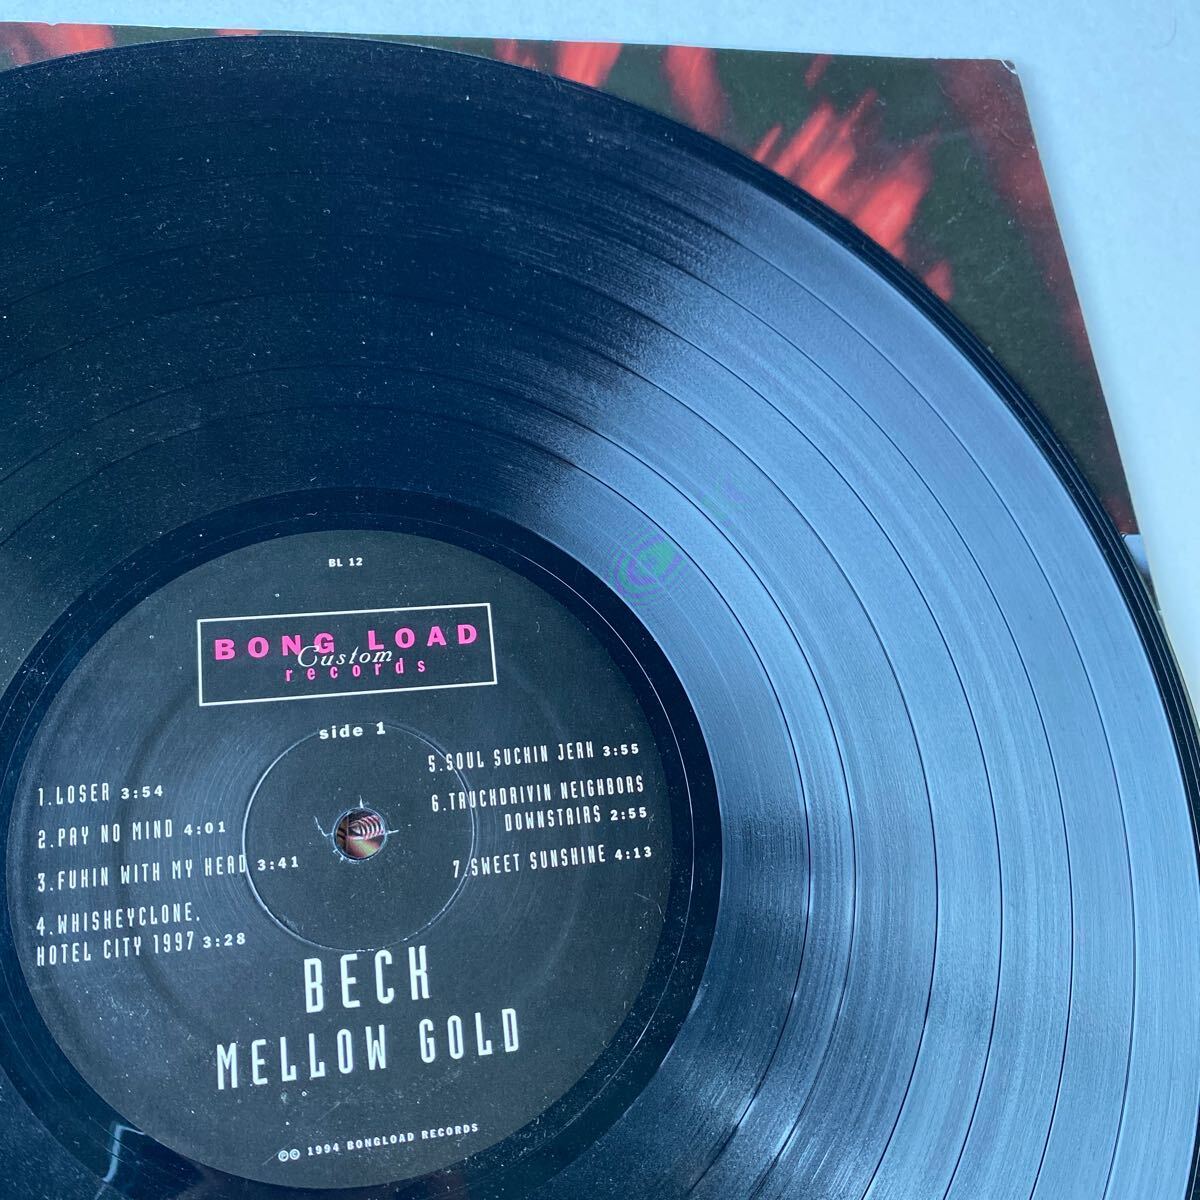 BL 12
BONG LOAD
Custom
records
side 1
1.LOSER 3:54
2.PAY NO MIND 4:01
3.FUKIN WITH MY HEAD 3:41
4.WHISKEYCLONE,
HOTEL CITY 1997 3:28
5.SOUL SUCKIN JERK 3:55
6.TRUCKDRIVIN NEIGHBORS
DOWNSTAIRS 2:55
7.SWEET SUNSHINE 4:13
BECK
MELLOW GOLD
℗© 1994 BONGLOAD RECORDS